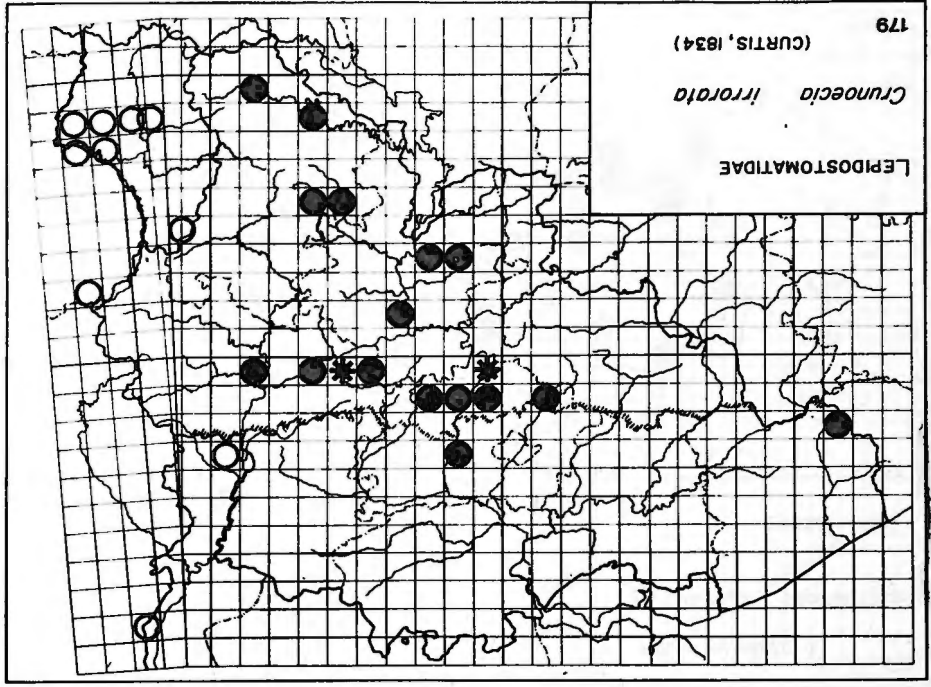 LEPIDOSTOMATIDAE
Crunoecia irrorata
(CURTIS, 1834)
179